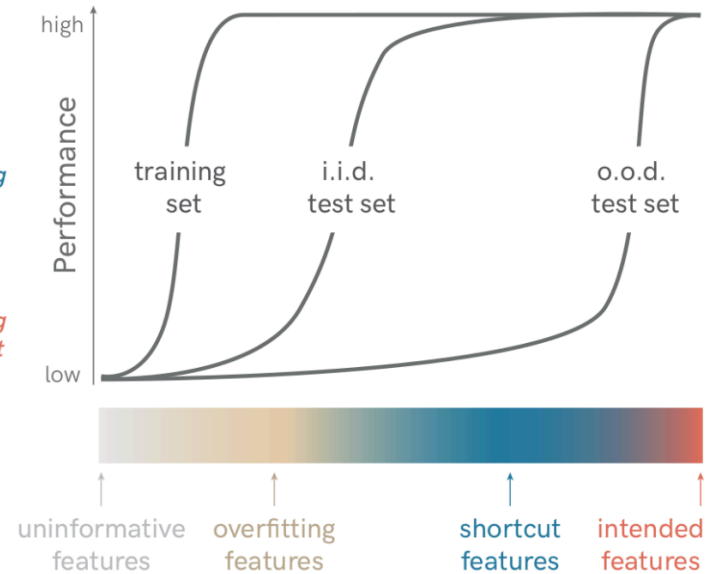 high
Performance
training
set
i.i.d.
test set
o.o.d.
test set
low
uninformative
features
overfitting
features
shortcut
features
intended
features